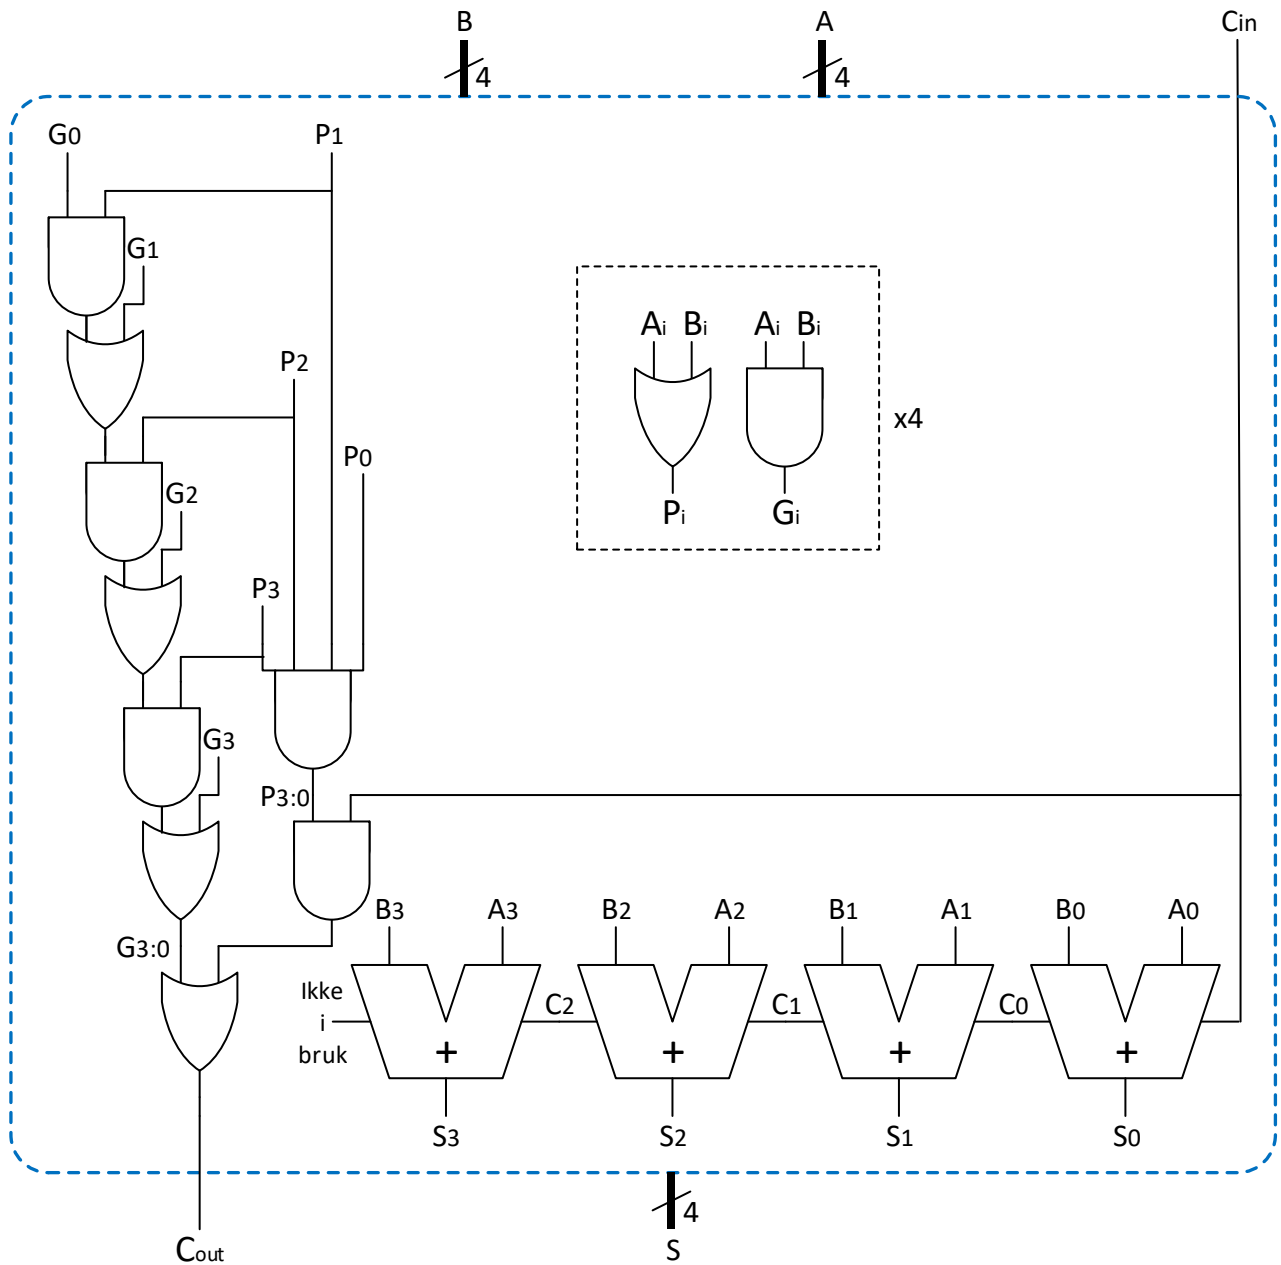 B A Cin
4 4
G0 P1
G1
Ai Bi Ai Bi
P2
x4
P0
G2
Pi Gi
P3
G3
P3:0
B3 A3 B2 A2 B1 A1 B0 A0
G3:0
Ikke
i
bruk
C2 C1 C0
+ + + +
S3 S2 S1 S0
4
Cout S